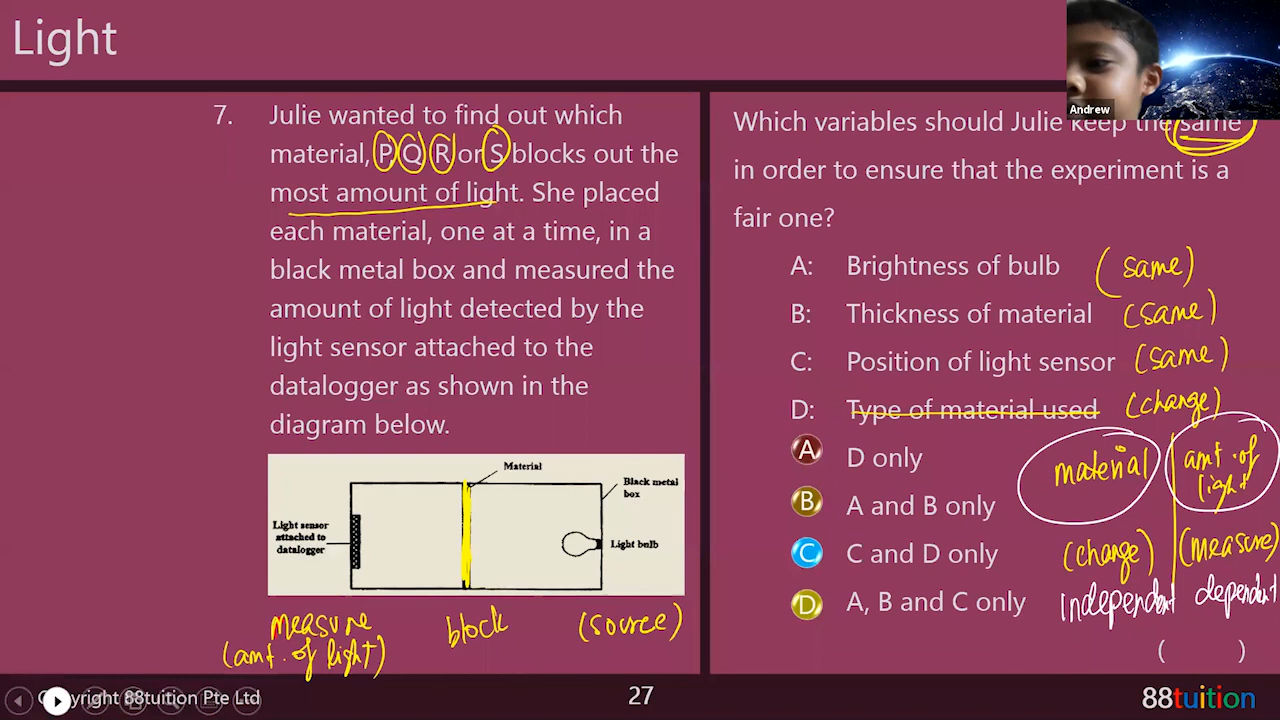 Light
Andrew
7. Julie wanted to find out which
material, P Q R or S blocks out the
most amount of light. She placed
each material, one at a time, in a
black metal box and measured the
amount of light detected by the
light sensor attached to the
datalogger as shown in the
diagram below.
Material
Black metal
box
Light sensor
attached to
datalogger
Light bulb
measure
(amt. of light)
block
(source)
Which variables should Julie keep the same
in order to ensure that the experiment is a
fair one?
A: Brightness of bulb (same)
B: Thickness of material (same)
C: Position of light sensor (same)
D: Type of material used (change)
A D only
B A and B only
C C and D only
D A, B and C only
material
(change)
independent
amt. of
light
(measure)
dependent
( )
Copyright 88tuition Pte Ltd
27
88tuition